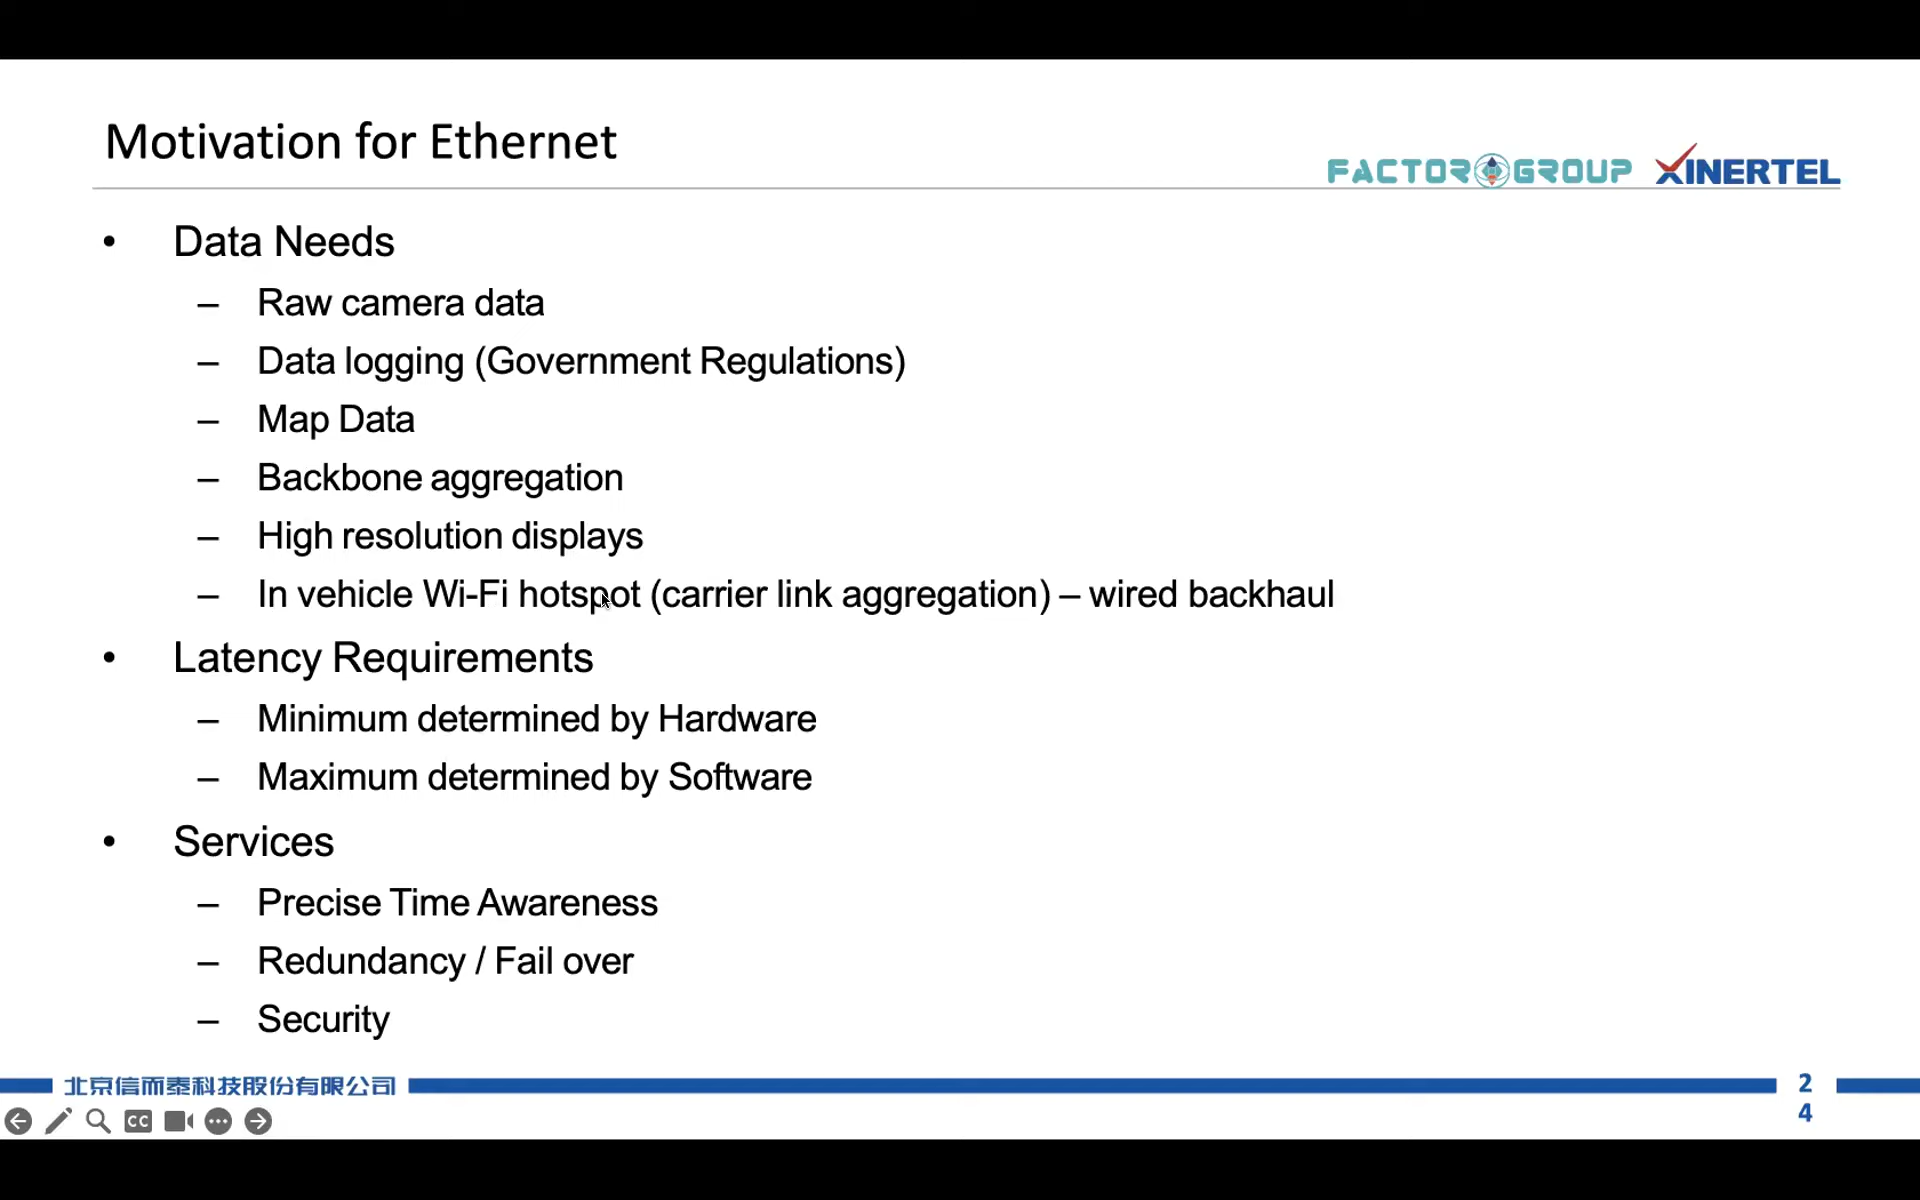 Motivation for Ethernet
FACTOR GROUP
XINERTEL
• Data Needs
– Raw camera data
– Data logging (Government Regulations)
– Map Data
– Backbone aggregation
– High resolution displays
– In vehicle Wi-Fi hotspot (carrier link aggregation) – wired backhaul
• Latency Requirements
– Minimum determined by Hardware
– Maximum determined by Software
• Services
– Precise Time Awareness
– Redundancy / Fail over
– Security
北京信而泰科技股份有限公司
2
4
CC